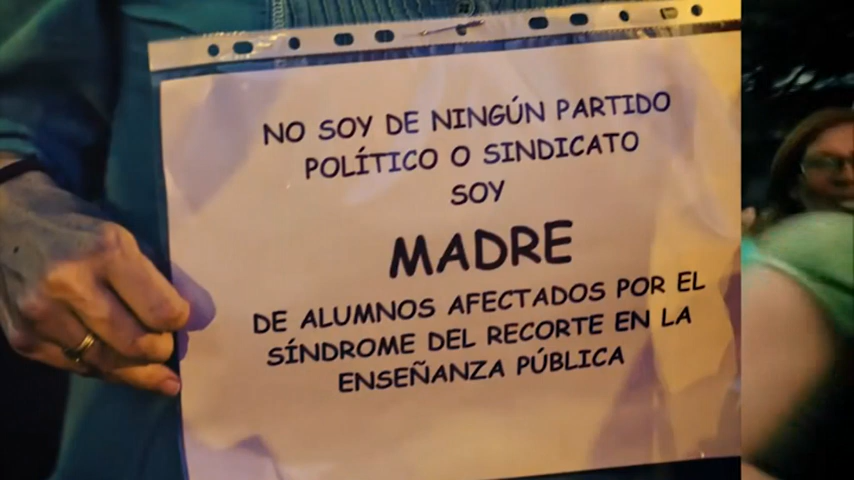 NO SOY DE NINGÚN PARTIDO
POLÍTICO O SINDICATO
SOY
MADRE
DE ALUMNOS AFECTADOS POR EL
SÍNDROME DEL RECORTE EN LA
ENSEÑANZA PÚBLICA